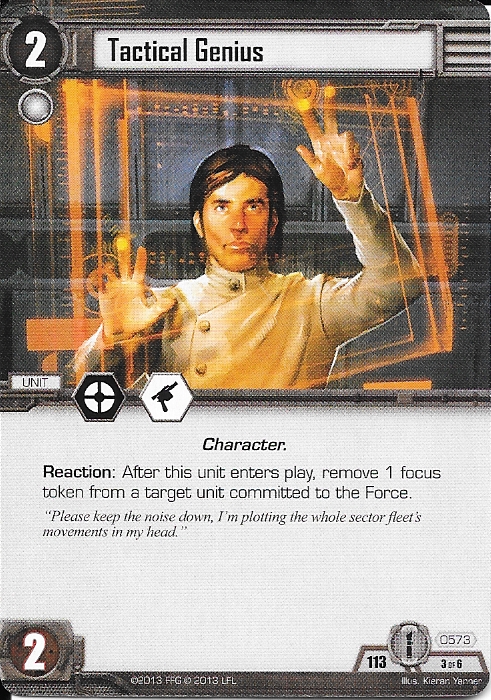 2
Tactical Genius
UNIT
Character.
Reaction: After this unit enters play, remove 1 focus
token from a target unit committed to the Force.
"Please keep the noise down, I'm plotting the whole sector fleet's
movements in my head."
2
0573
113
3 OF 6
©2013 FFG © 2013 LFL
Illus. Kieran Yanner